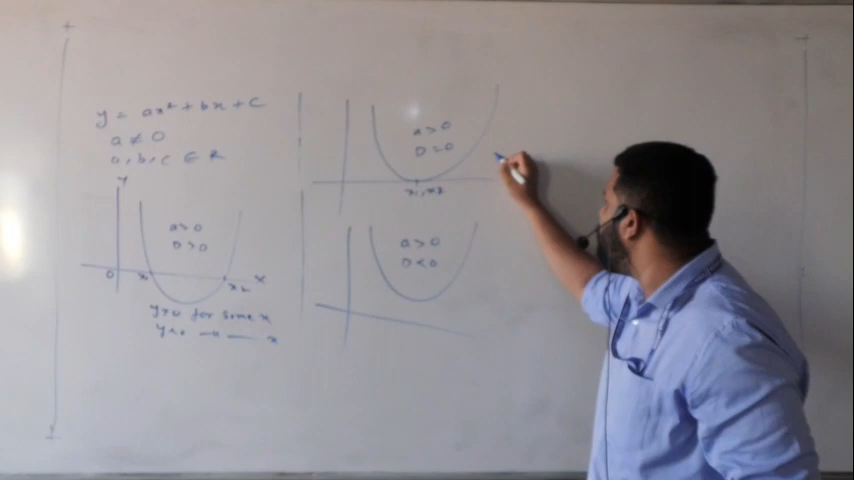 y = ax² + bx + c
a ≠ 0
a, b, c ∈ R
y
a>0
D>0
0 x₁ x₂ x
y>0 for some x
y<0 —"—— x
a>0
D=0
x₁, x₂
a>0
D<0